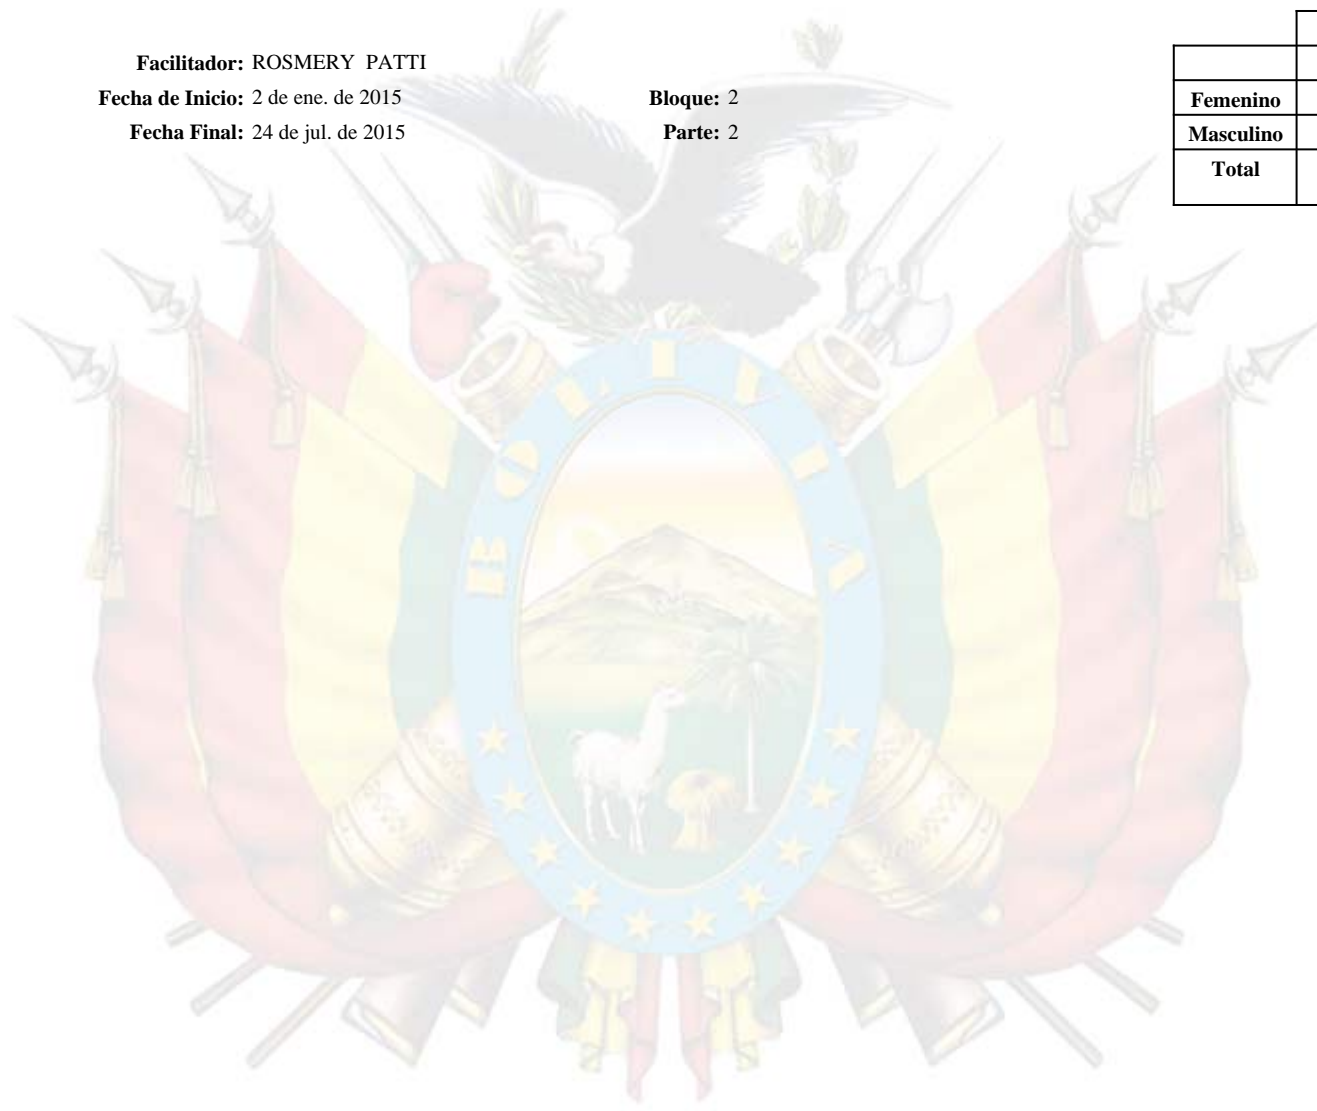 Facilitador: ROSMERY PATTI
Fecha de Inicio: 2 de ene. de 2015 Bloque: 2
Fecha Final: 24 de jul. de 2015 Parte: 2
Femenino
Masculino
Total
BOLIVIA